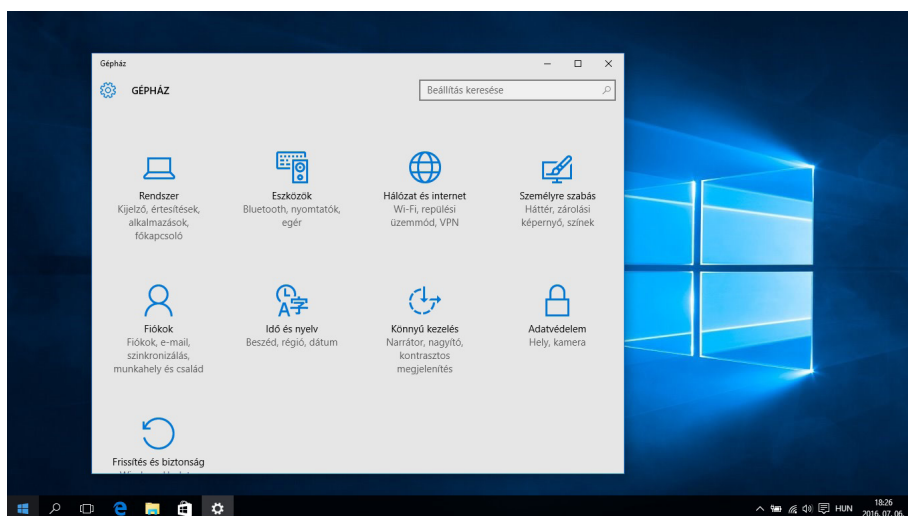 Gépház
GÉPHÁZ
Beállítás keresése
Rendszer
Kijelző, értesítések,
alkalmazások,
főkapcsoló
Eszközök
Bluetooth, nyomtatók,
egér
Hálózat és internet
Wi-Fi, repülési
üzemmód, VPN
Személyre szabás
Háttér, zárolási
képernyő, színek
Fiókok
Fiókok, e-mail,
szinkronizálás,
munkahely és család
Idő és nyelv
Beszéd, régió, dátum
Könnyű kezelés
Narrátor, nagyító,
kontrasztos
megjelenítés
Adatvédelem
Hely, kamera
Frissítés és biztonság
HUN
18:26
2016. 07. 06.